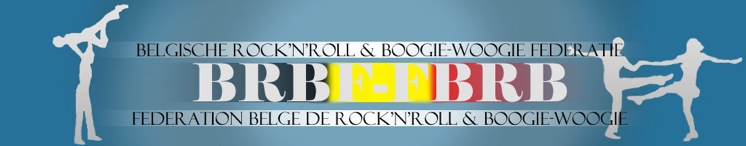 BELGISCHE ROCK'N'ROLL & BOOGIE-WOOGIE FEDERATIE
BRBF-FBRB
FEDERATION BELGE DE ROCK'N'ROLL & BOOGIE-WOOGIE